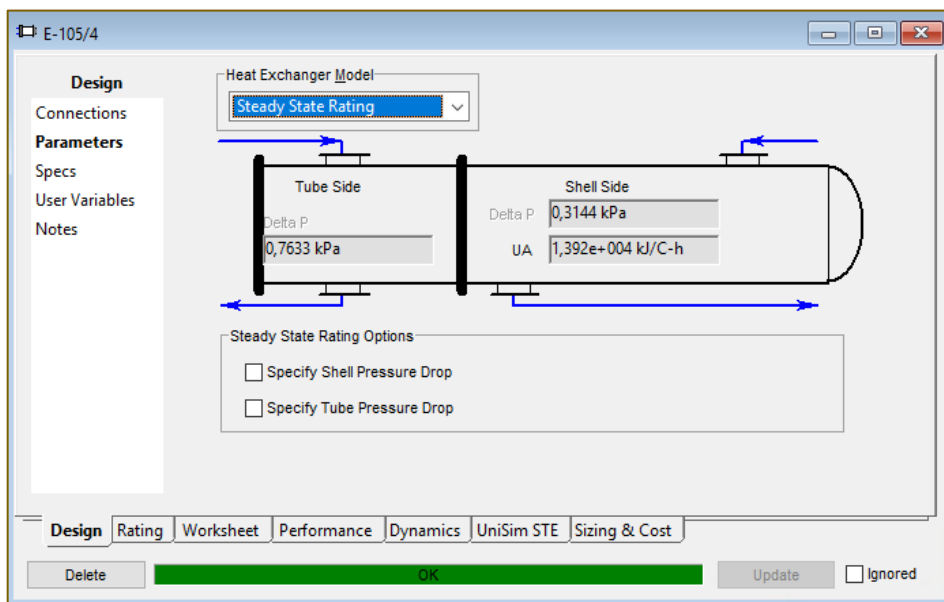 E-105/4
Design
Connections
Parameters
Specs
User Variables
Notes
Heat Exchanger Model
Steady State Rating
Tube Side
Delta P
0,7633 kPa
Shell Side
Delta P
0,3144 kPa
UA
1,392e+004 kJ/C-h
Steady State Rating Options
Specify Shell Pressure Drop
Specify Tube Pressure Drop
Design Rating Worksheet Performance Dynamics UniSim STE Sizing & Cost
Delete
OK
Update
Ignored